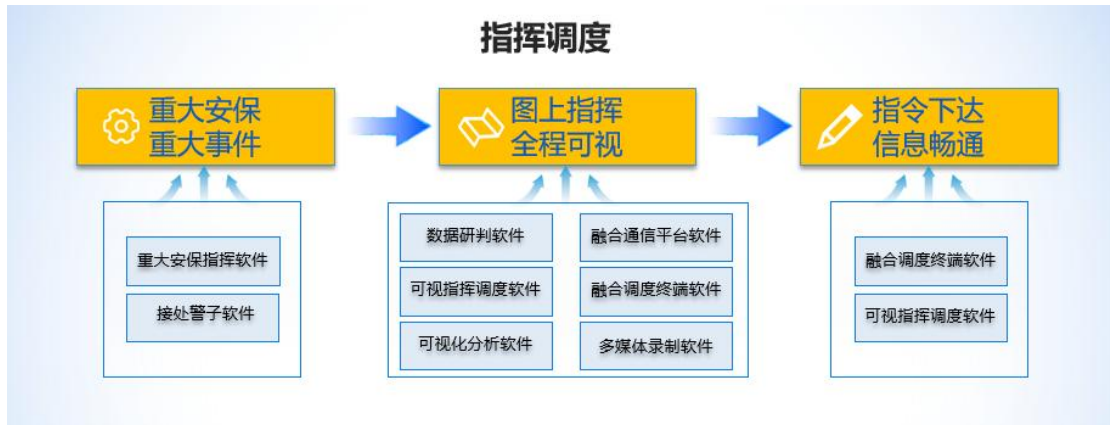 指挥调度
重大安保
重大事件
图上指挥
全程可视
指令下达
信息畅通
重大安保指挥软件
接处警子软件
数据研判软件
融合通信平台软件
可视指挥调度软件
融合调度终端软件
可视化分析软件
多媒体录制软件
融合调度终端软件
可视指挥调度软件